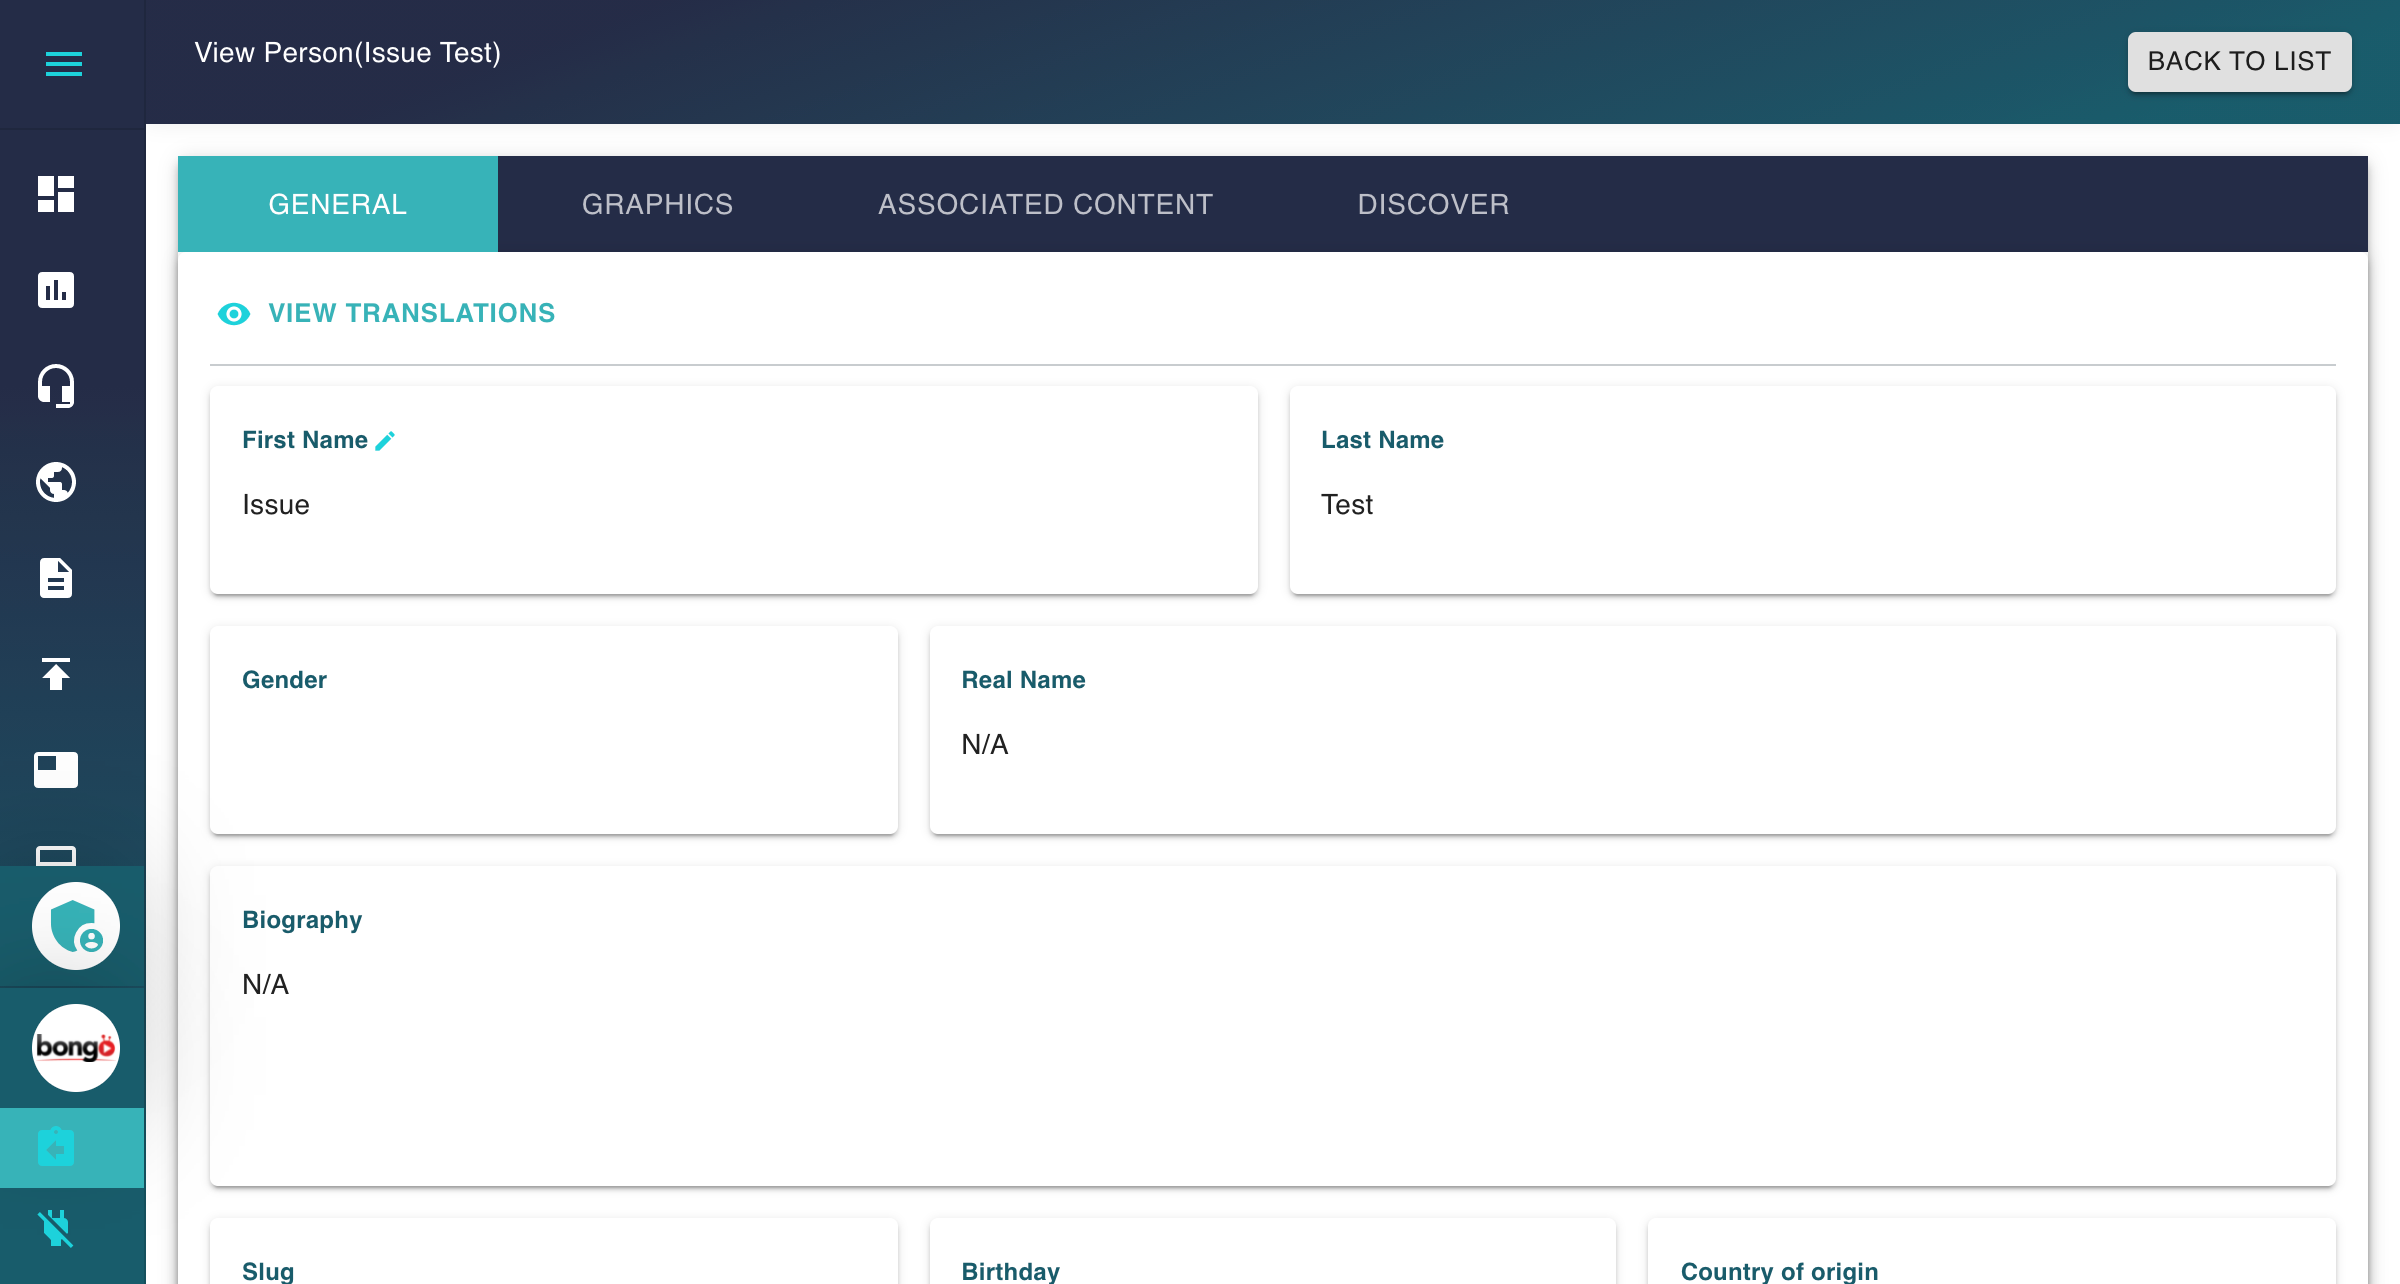 View Person(Issue Test)
BACK TO LIST
GENERAL
GRAPHICS
ASSOCIATED CONTENT
DISCOVER
VIEW TRANSLATIONS
First Name
Issue
Last Name
Test
Gender
Real Name
N/A
Biography
N/A
bongo
Slug
Birthday
Country of origin